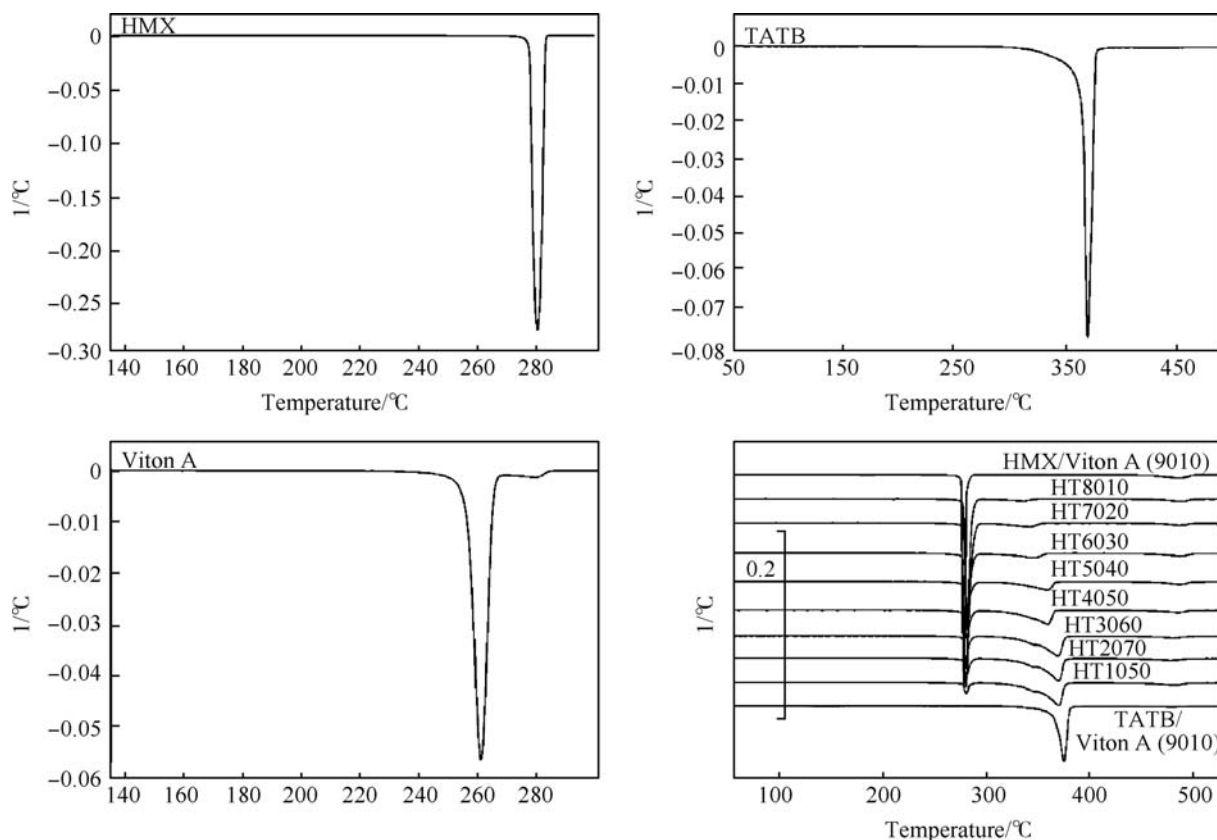 HMX
0
−0.05
−0.10
−0.15
−0.20
−0.25
−0.30
1/℃
140 160 180 200 220 240 260 280
Temperature/℃
TATB
0
−0.01
−0.02
−0.03
−0.04
−0.05
−0.06
−0.07
−0.08
1/℃
50 150 250 350 450
Temperature/℃
Viton A
0
−0.01
−0.02
−0.03
−0.04
−0.05
−0.06
1/℃
140 160 180 200 220 240 260 280
Temperature/℃
HMX/Viton A (9010)
HT8010
HT7020
HT6030
HT5040
HT4050
HT3060
HT2070
HT1050
TATB/
Viton A (9010)
0.2
1/℃
100 200 300 400 500
Temperature/℃